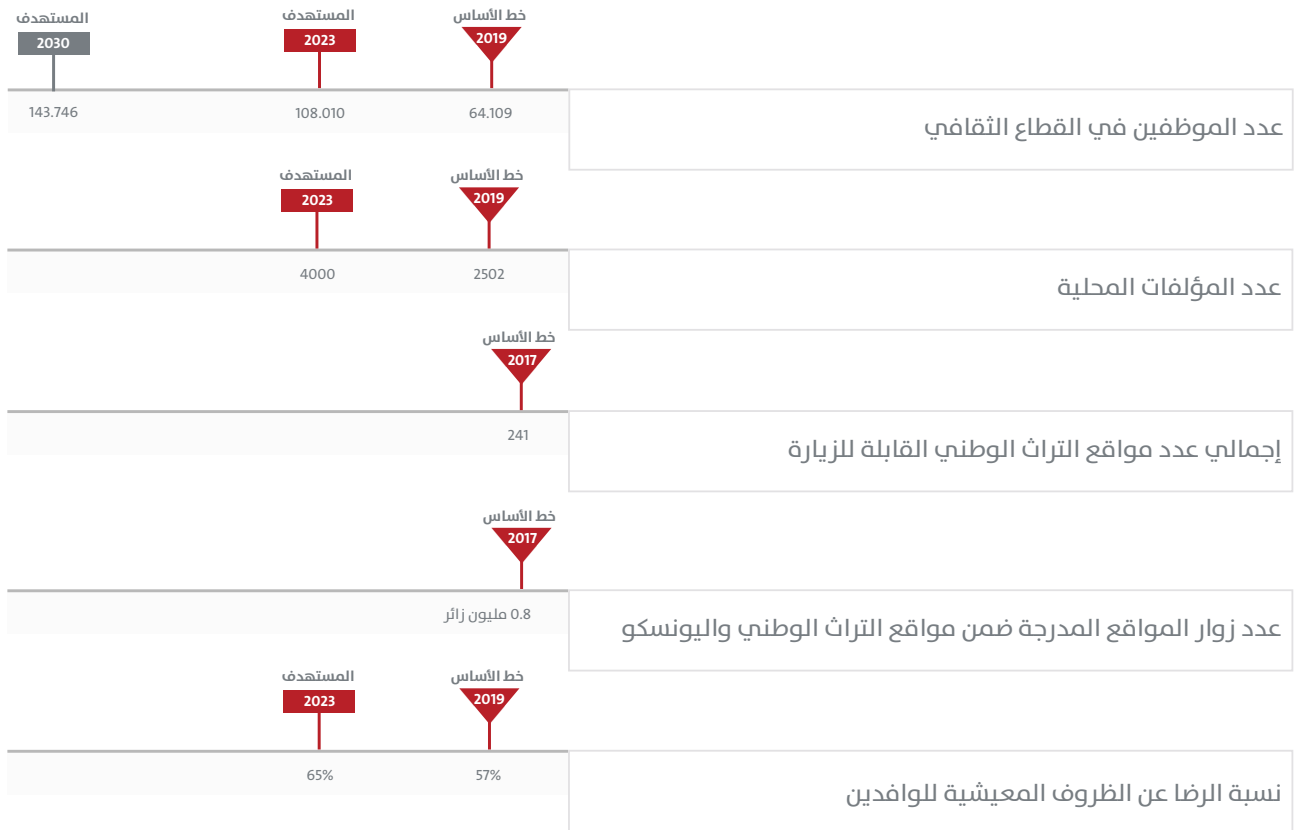 خط الأساس
المستهدف
المستهدف
2019
2023
2030
عدد الموظفين في القطاع الثقافي
64.109
108.010
143.746
خط الأساس
المستهدف
2019
2023
عدد المؤلفات المحلية
2502
4000
خط الأساس
2017
إجمالي عدد مواقع التراث الوطني القابلة للزيارة
241
خط الأساس
2017
عدد زوار المواقع المدرجة ضمن مواقع التراث الوطني واليونسكو
0.8 مليون زائر
خط الأساس
المستهدف
2019
2023
نسبة الرضا عن الظروف المعيشية للوافدين
57%
65%